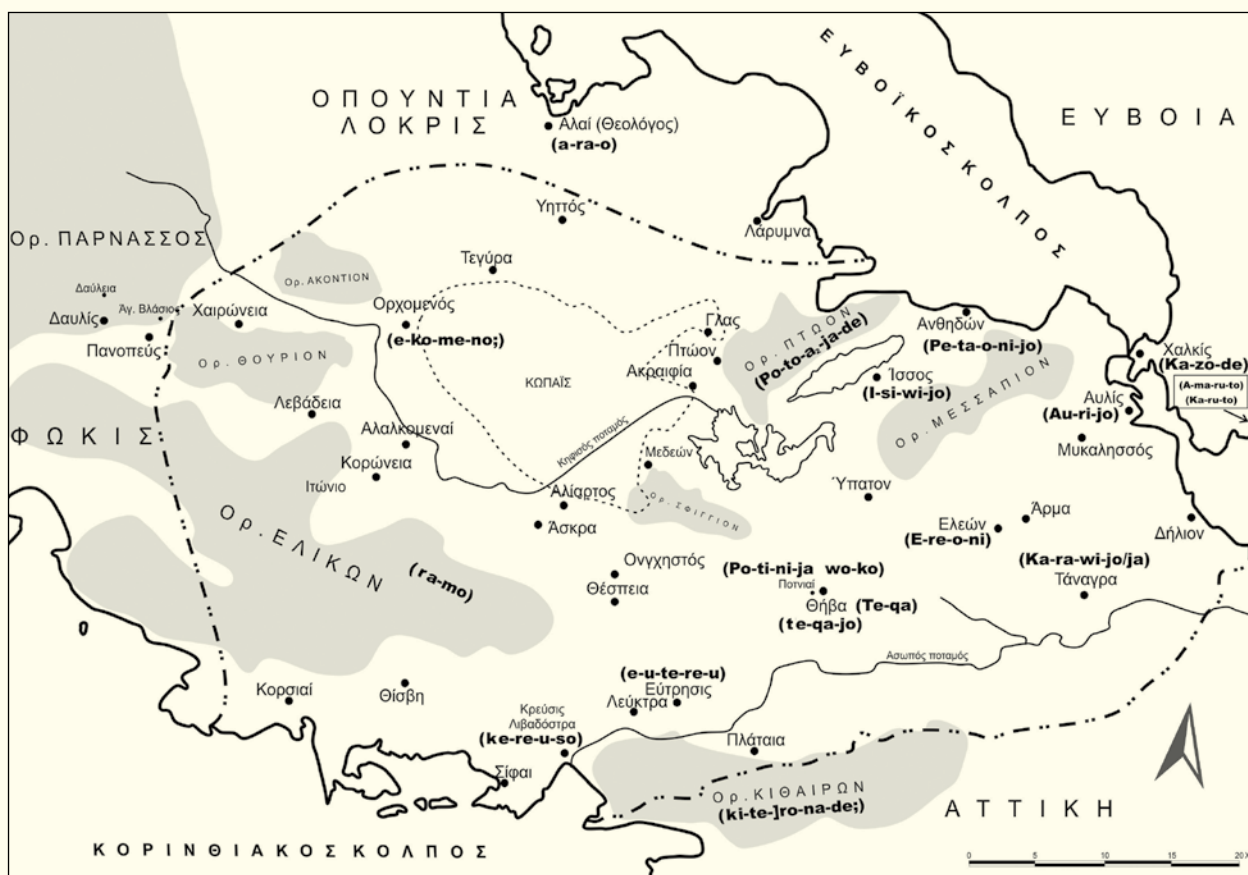 ΟΠΟΥΝΤΙΑ
ΛΟΚΡΙΣ
Αλαί (Θεολόγος)
(a-ra-o)
ΕΥΒΟΪΚΟΣ ΚΟΛΠΟΣ
ΕΥΒΟΙΑ
Υηττός
Λάρυμνα
Ορ. ΠΑΡΝΑΣΣΟΣ
Τεγύρα
Ορ. ΑΚΟΝΤΙΟΝ
Δαύλεια
Δαυλίς
Άγ. Βλάσιος
Πανοπεύς
Χαιρώνεια
Ορχομενός
(e-ko-me-no;)
Ορ. ΘΟΥΡΙΟΝ
ΚΩΠΑΪΣ
Γλας
Πτώον
Ακραιφία
Ορ. ΠΤΩΟΝ
(Po-to-a₂-ja-de)
Ανθηδών
(Pe-ta-o-ni-jo)
Ίσσος
(I-si-wi-jo)
Ορ. ΜΕΣΣΑΠΙΟΝ
Χαλκίς
(Ka-zo-de)
(A-ma-ru-to)
(Ka-ru-to)
Αυλίς
(Au-ri-jo)
Μυκαλησσός
ΦΩΚΙΣ
Λεβάδεια
Αλαλκομεναί
Κορώνεια
Ιτώνιο
Κηφισός ποταμός
Μεδεών
Ορ. ΣΦΙΓΓΙΟΝ
Ύπατον
Αλίαρτος
Άσκρα
Ορ. ΕΛΙΚΩΝ
(ra-mo)
Ελεών
(E-re-o-ni)
Άρμα
Δήλιον
Ονγχηστός
Θέσπεια
(Po-ti-ni-ja wo-ko)
Ποτνιαί
Θήβα (Te-qa)
(te-qa-jo)
(Ka-ra-wi-jo/ja)
Τάναγρα
Ασωπός ποταμός
Κορσιαί
Θίσβη
(e-u-te-re-u)
Εύτρησις
Λεύκτρα
Κρεύσις
Λιβαδόστρα
(ke-re-u-so)
Σίφαι
Πλάταια
Ορ. ΚΙΘΑΙΡΩΝ
(ki-te-]ro-na-de;)
ΑΤΤΙΚΗ
ΚΟΡΙΝΘΙΑΚΟΣ ΚΟΛΠΟΣ
0 5 10 15